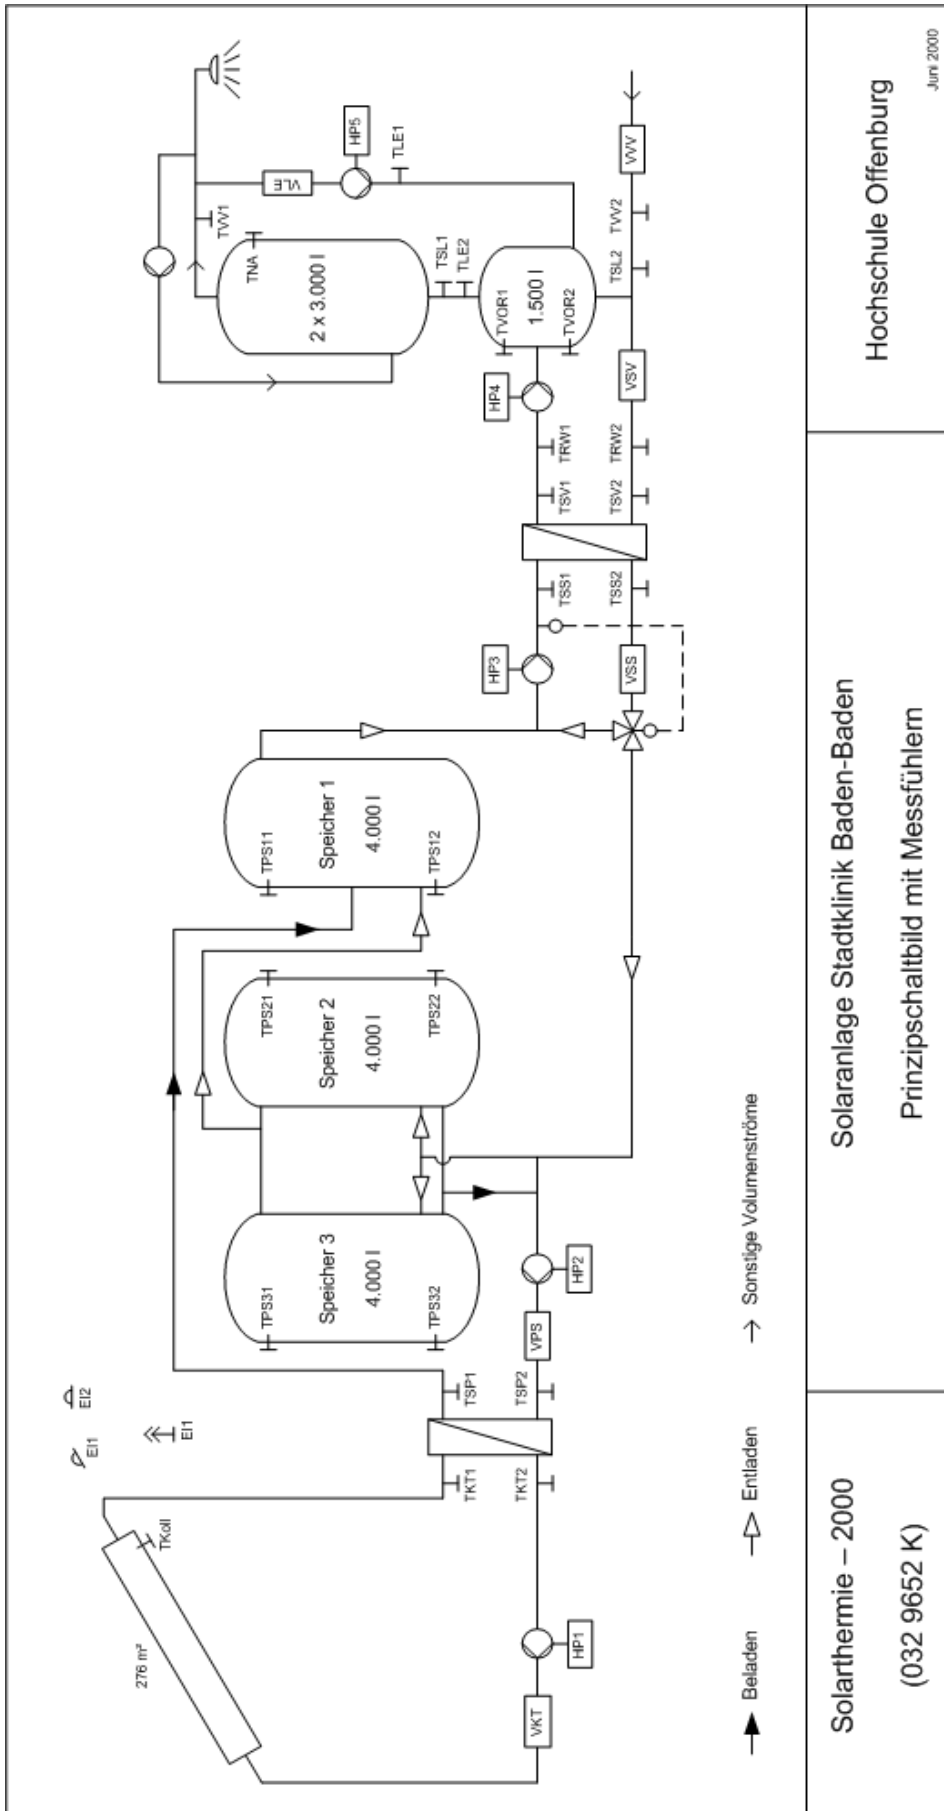 276 m²
TKoll
EI1
EI2
EI1
VKT
HP1
TKT1
TKT2
TSP1
TSP2
VPS
HP2
Speicher 3
4.000 l
TPS31
TPS32
Speicher 2
4.000 l
TPS21
TPS22
Speicher 1
4.000 l
TPS11
TPS12
HP3
VSS
TSS1
TSS2
TSV1
TSV2
TRW1
TRW2
HP4
VSV
1.500 l
TVOR1
TVOR2
TSL1
TLE2
TSL2
TVV2
VVV
2 x 3.000 l
TNA
TVV1
VLE
HP5
TLE1
Beladen
Entladen
Sonstige Volumenströme
Solarthermie – 2000
(032 9652 K)
Solaranlage Stadtklinik Baden-Baden
Prinzipschaltbild mit Messfühlern
Hochschule Offenburg
Juni 2000